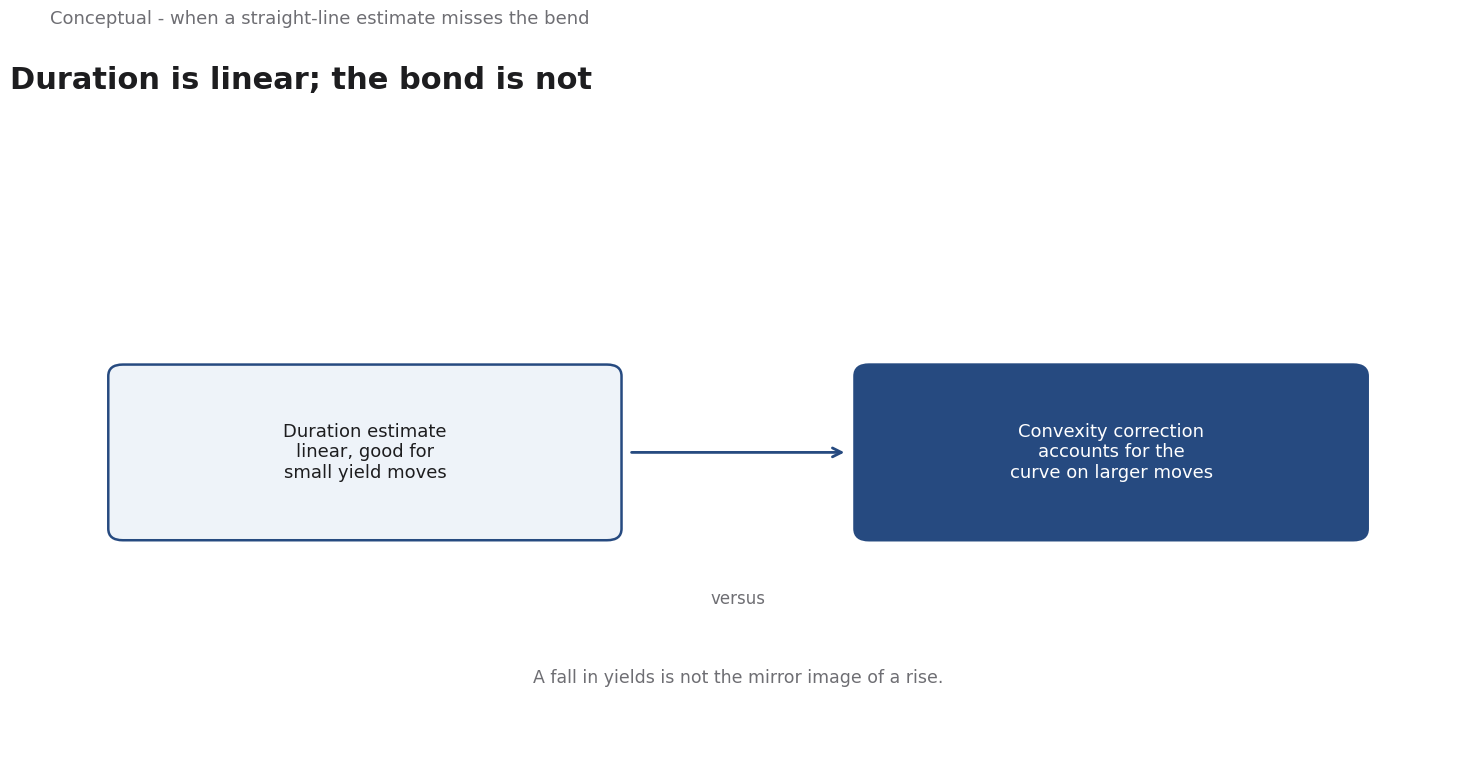 Conceptual - when a straight-line estimate misses the bend
Duration is linear; the bond is not
Duration estimate
linear, good for
small yield moves
Convexity correction
accounts for the
curve on larger moves
versus
A fall in yields is not the mirror image of a rise.